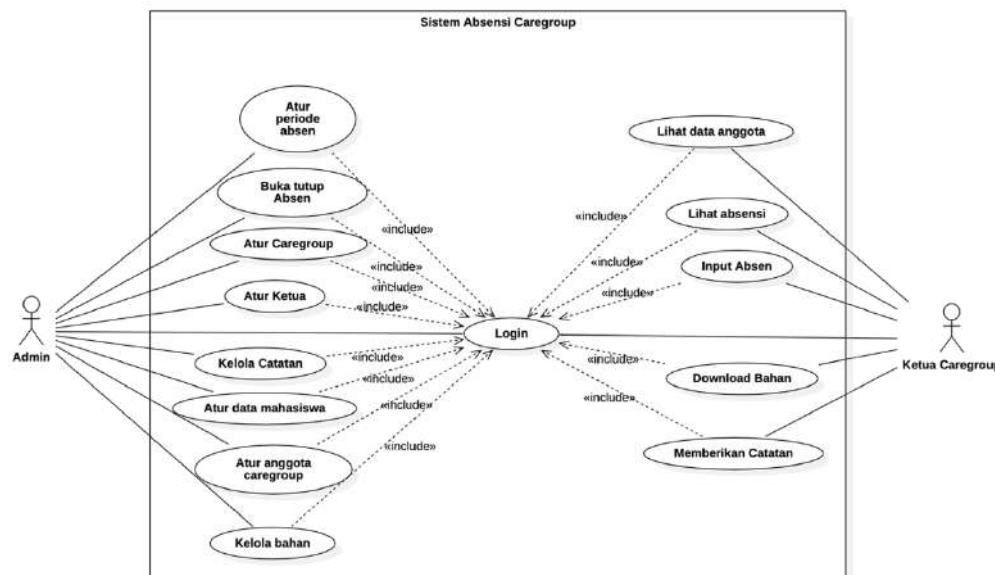 Sistem Absensi Caregroup
Atur
periode
absen
Lihat data anggota
Buka tutup
Absen
Lihat absensi
«include»
«include»
Atur Caregroup
Input Absen
«include»
«include»
«include»
Atur Ketua
«include»
«include»
Login
Admin
Ketua Caregroup
Kelola Catatan
«include»
«include»
Download Bahan
«include»
Atur data mahasiswa
«include»
«include»
Memberikan Catatan
«include»
Atur anggota
caregroup
Kelola bahan